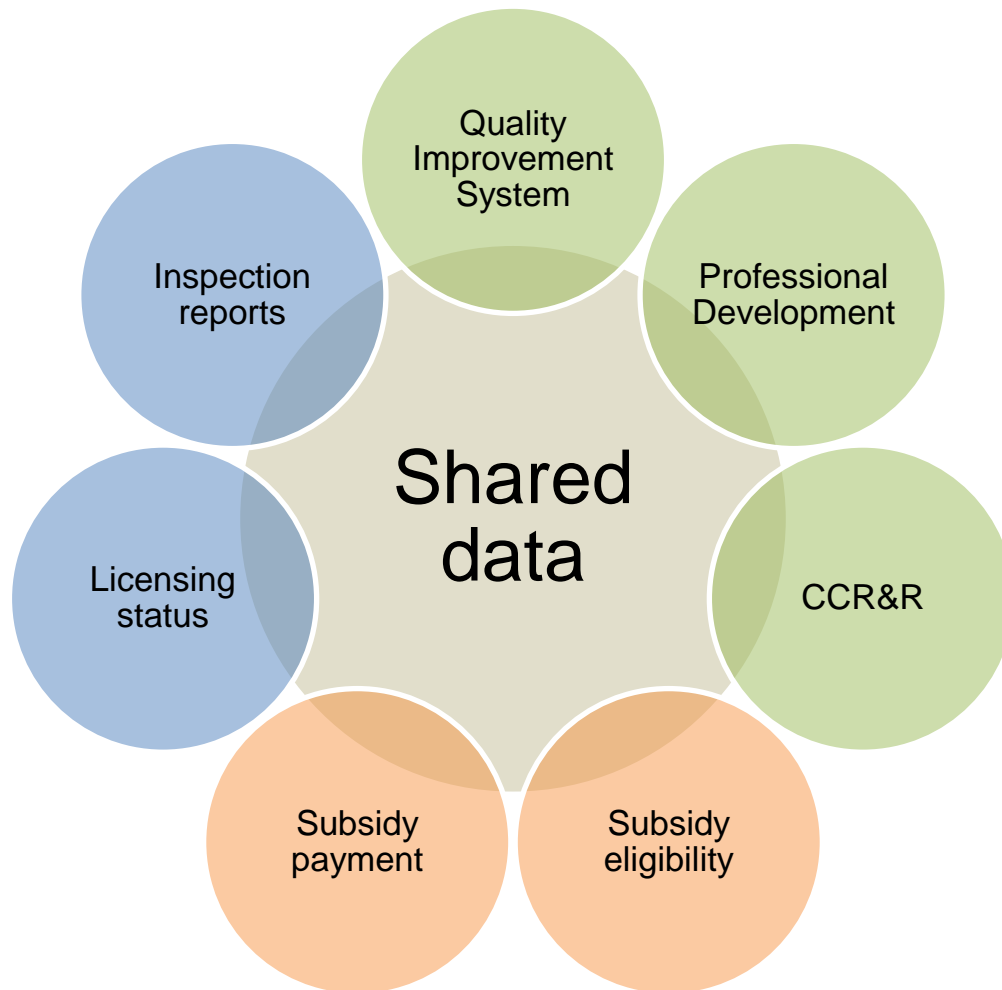 Quality
Improvement
System
Professional
Development
CCR&R
Subsidy
eligibility
Subsidy
payment
Licensing
status
Inspection
reports
Shared
data